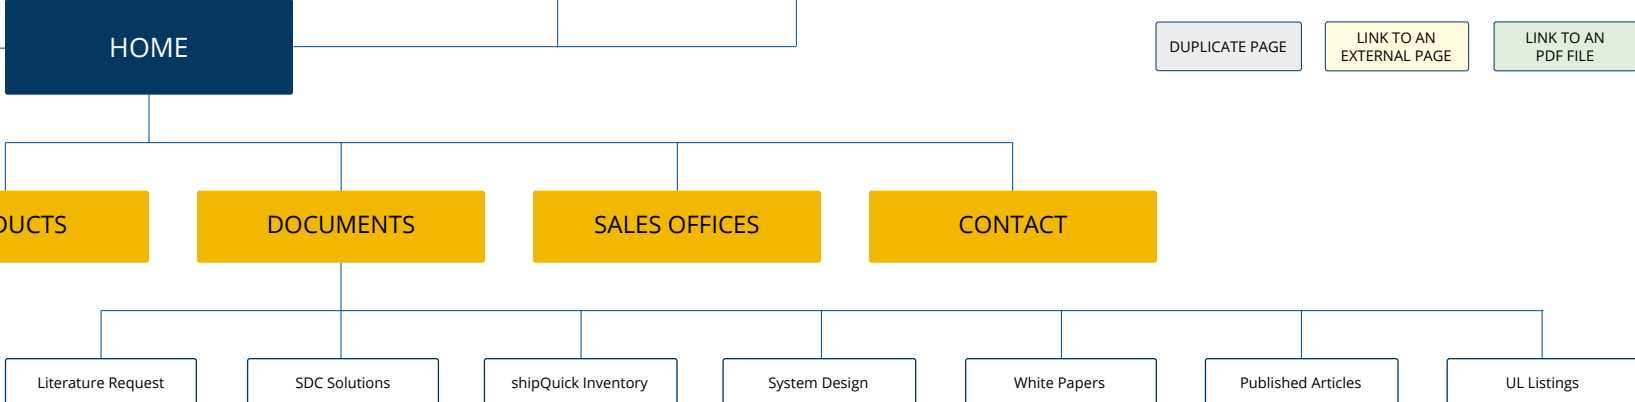 HOME
DUPLICATE PAGE
LINK TO AN
EXTERNAL PAGE
LINK TO AN
PDF FILE
DUCTS
DOCUMENTS
SALES OFFICES
CONTACT
Literature Request
SDC Solutions
shipQuick Inventory
System Design
White Papers
Published Articles
UL Listings